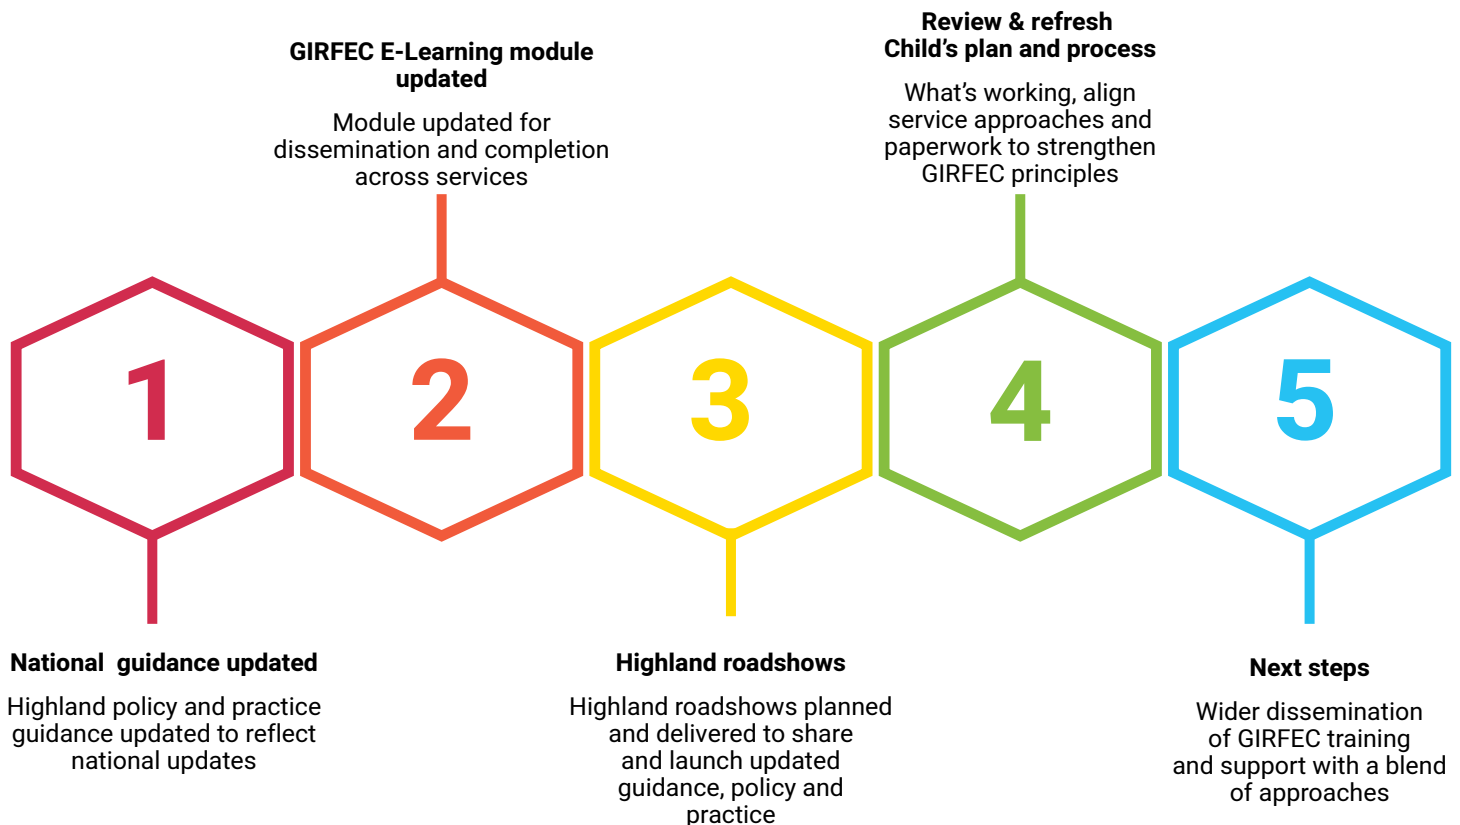 1
National  guidance updated
Highland policy and practice
guidance updated to reflect
national updates
GIRFEC E-Learning module
updated
Module updated for
dissemination and completion
across services
2
3
Highland roadshows
Highland roadshows planned
and delivered to share
and launch updated
guidance, policy and
practice
Review & refresh
Child’s plan and process
What’s working, align
service approaches and
paperwork to strengthen
GIRFEC principles
4
5
Next steps
Wider dissemination
of GIRFEC training
and support with a blend
of approaches